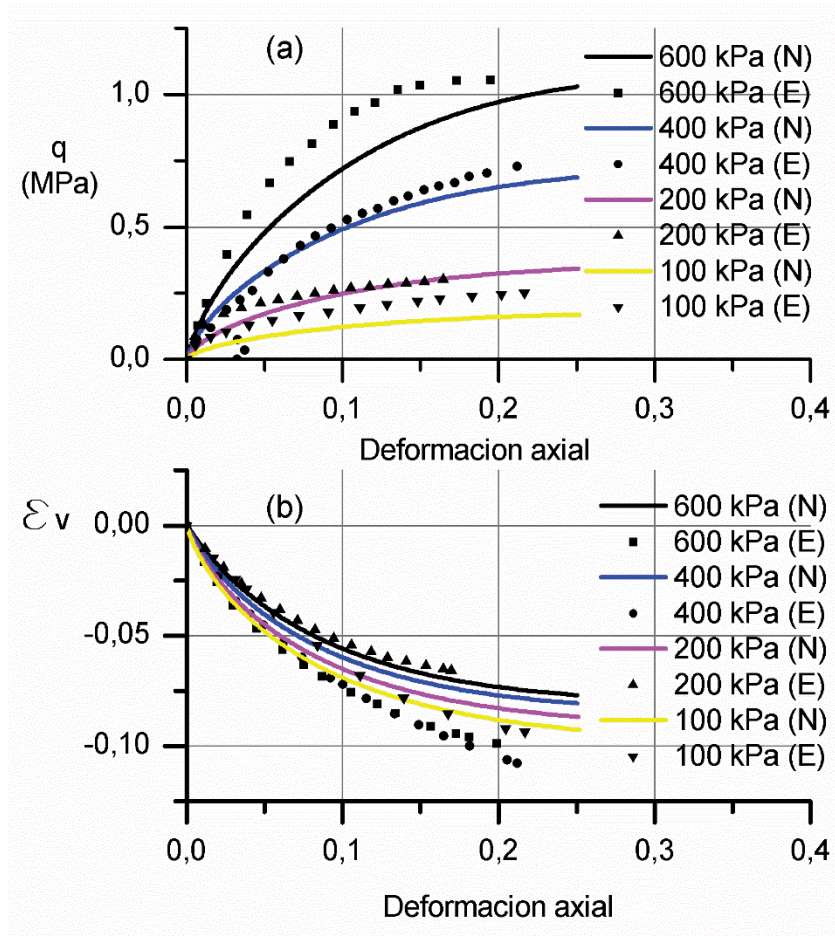 (a)
q
(MPa)
1,0
0,5
0,0
600 kPa (N)
600 kPa (E)
400 kPa (N)
400 kPa (E)
200 kPa (N)
200 kPa (E)
100 kPa (N)
100 kPa (E)
0,0 0,1 0,2 0,3 0,4
Deformacion axial
(b)
ℰ v
0,00
-0,05
-0,10
600 kPa (N)
600 kPa (E)
400 kPa (N)
400 kPa (E)
200 kPa (N)
200 kPa (E)
100 kPa (N)
100 kPa (E)
0,0 0,1 0,2 0,3 0,4
Deformacion axial